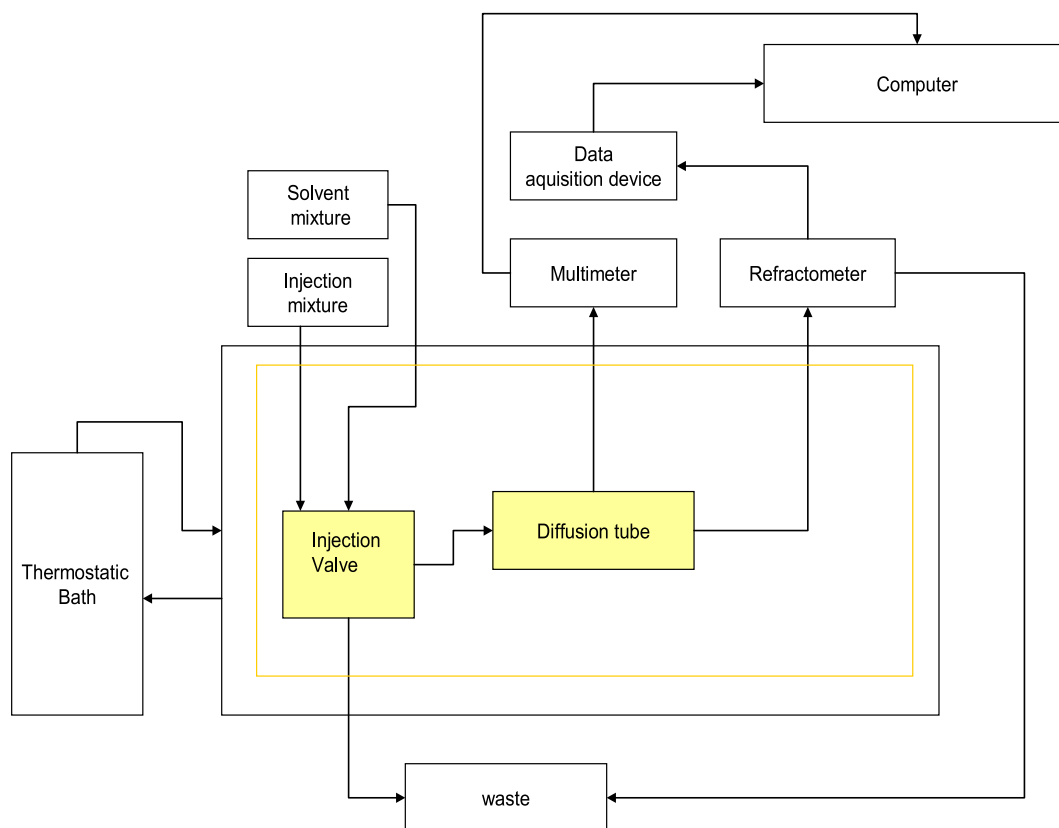 Computer
Data
aquisition device
Solvent
mixture
Injection
mixture
Multimeter
Refractometer
Injection
Valve
Diffusion tube
Thermostatic
Bath
waste